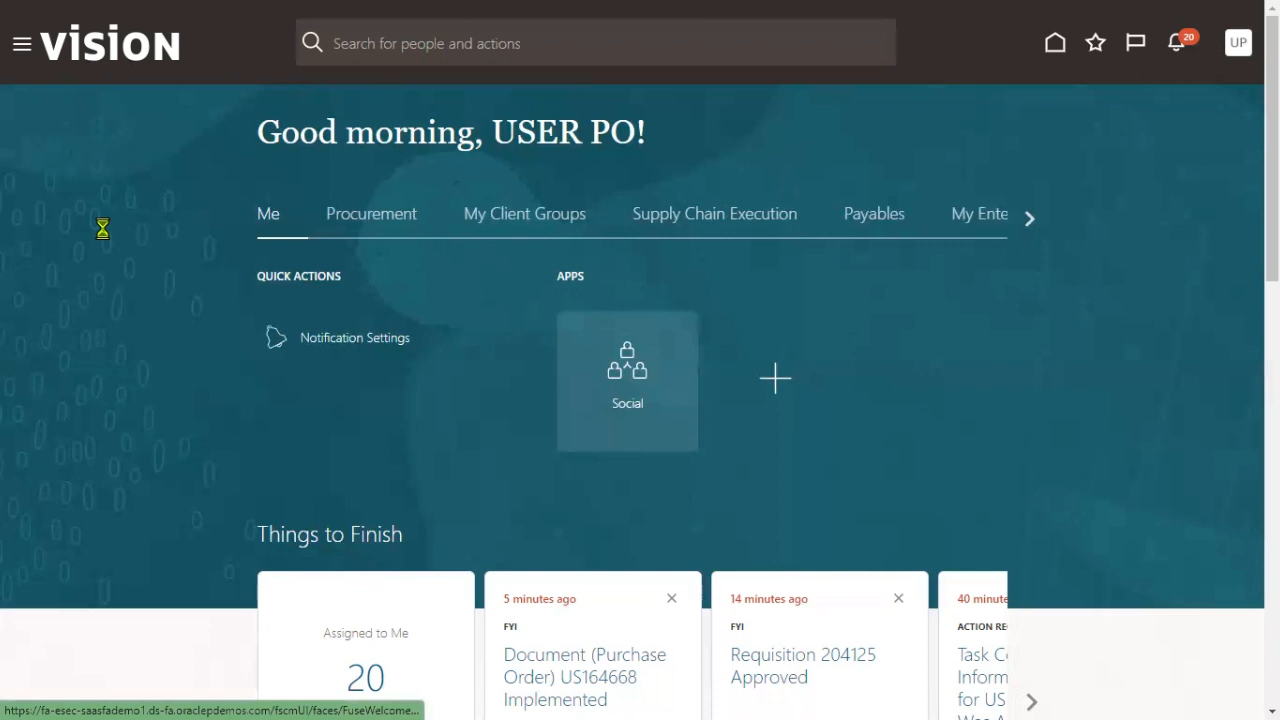 vision
Search for people and actions
20
UP
Good morning, USER PO!
Me
Procurement
My Client Groups
Supply Chain Execution
Payables
My Ente
QUICK ACTIONS
APPS
Notification Settings
Social
Things to Finish
Assigned to Me
20
5 minutes ago
FYI
Document (Purchase
Order) US164668
Implemented
14 minutes ago
FYI
Requisition 204125
Approved
40 minute
ACTION RE
Task C
Inform
for US
Was A
https://fa-esec-saasfademo1.ds-fa.oraclepdemos.com/fscmUI/faces/FuseWelcome...